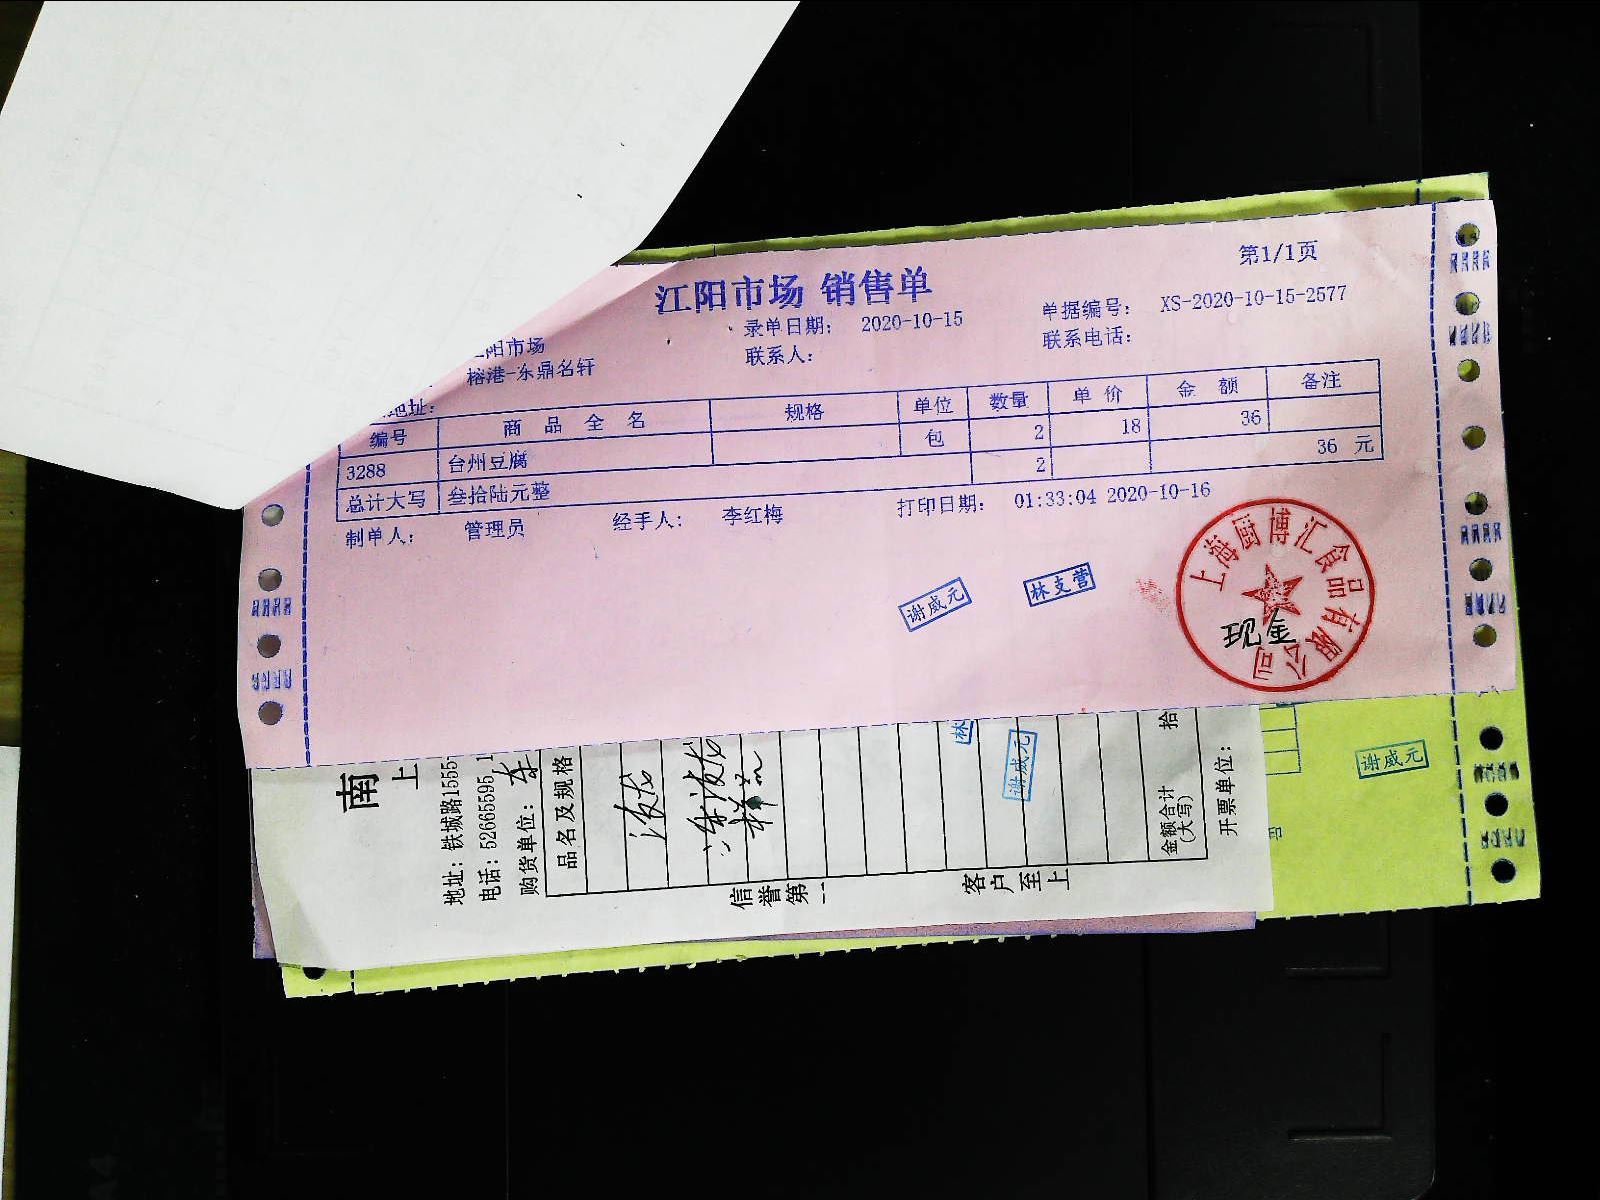 江阳市场 销售单
第1/1页
录单日期： 2020-10-15
单据编号： XS-2020-10-15-2577
阳市场
联系人：
联系电话：
榕港-东鼎名轩
地址：
编号 商品全名 规格 单位 数量 单价 金额 备注
3288 台州豆腐 包 2 18 36
总计大写 叁拾陆元整 2 36 元
制单人： 管理员 经手人： 李红梅 打印日期： 01:33:04 2020-10-16
谢威元
林支营
上海厨博汇食品有限公司
现金
南
上
地址：铁城路1555
电话：52665595
购货单位：东
品名及规格
林
谢威元
拾
金额合计
(大写)
开票单位：
信誉第一
客户至上
谢威元